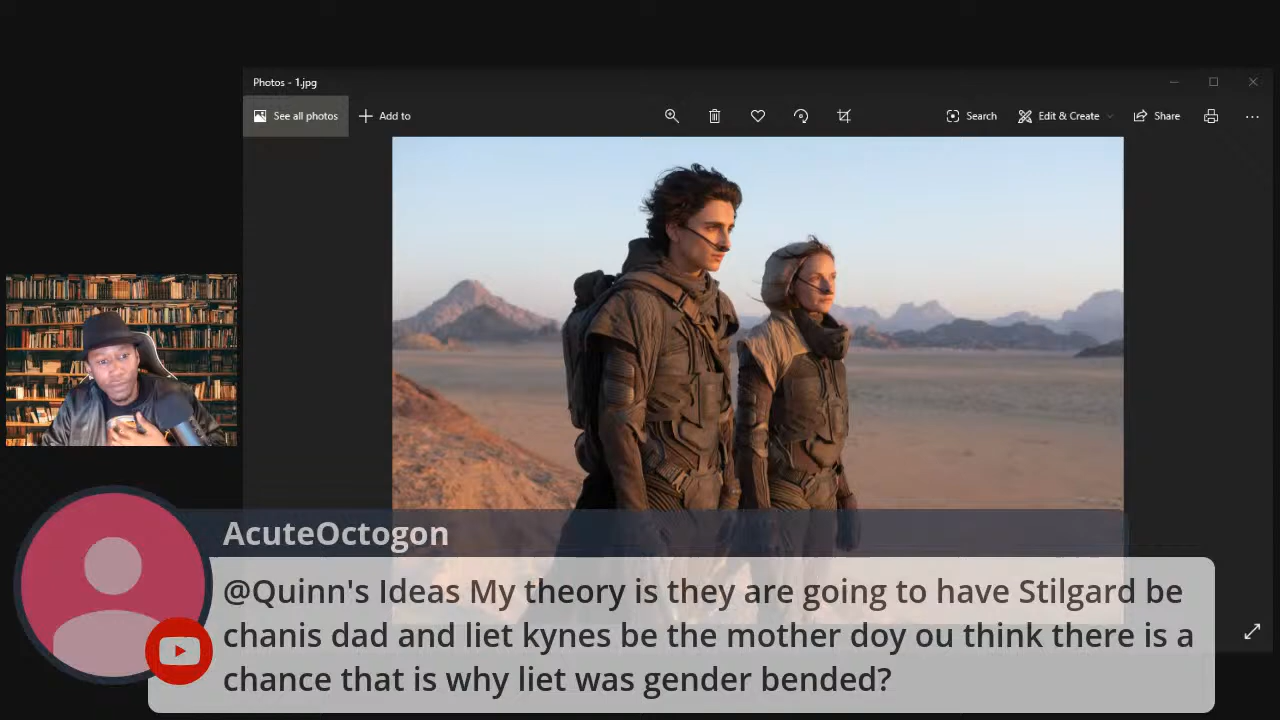 Photos - 1.jpg
See all photos
Add to
Search
Edit & Create
Share
AcuteOctogon
@Quinn's Ideas My theory is they are going to have Stilgard be
chanis dad and liet kynes be the mother doy ou think there is a
chance that is why liet was gender bended?